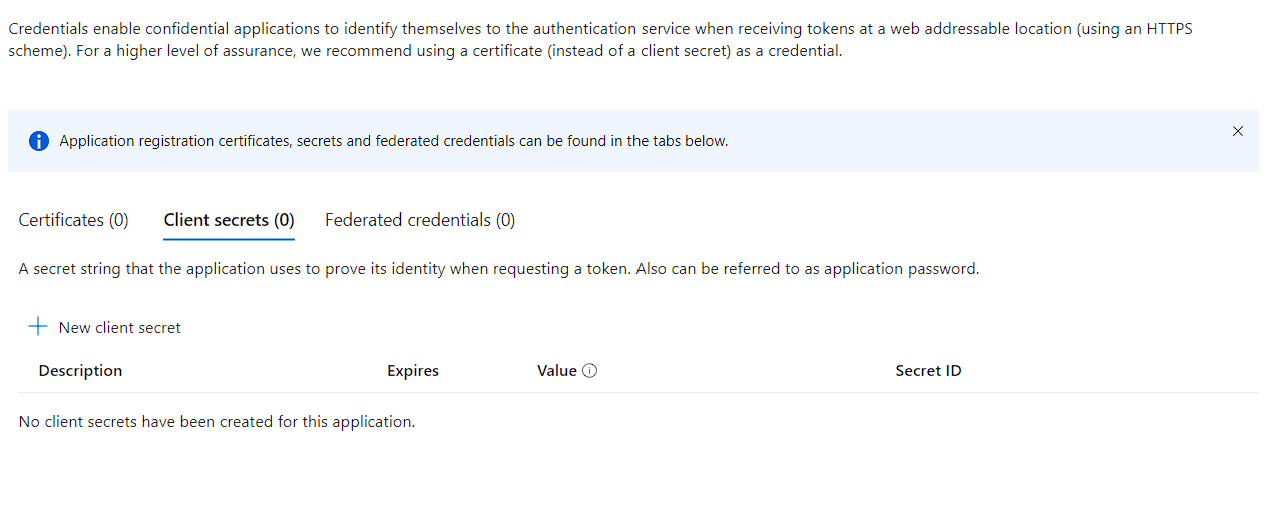 Credentials enable confidential applications to identify themselves to the authentication service when receiving tokens at a web addressable location (using an HTTPS
scheme). For a higher level of assurance, we recommend using a certificate (instead of a client secret) as a credential.
Application registration certificates, secrets and federated credentials can be found in the tabs below.
Certificates (0) Client secrets (0) Federated credentials (0)
A secret string that the application uses to prove its identity when requesting a token. Also can be referred to as application password.
New client secret
Description Expires Value Secret ID
No client secrets have been created for this application.